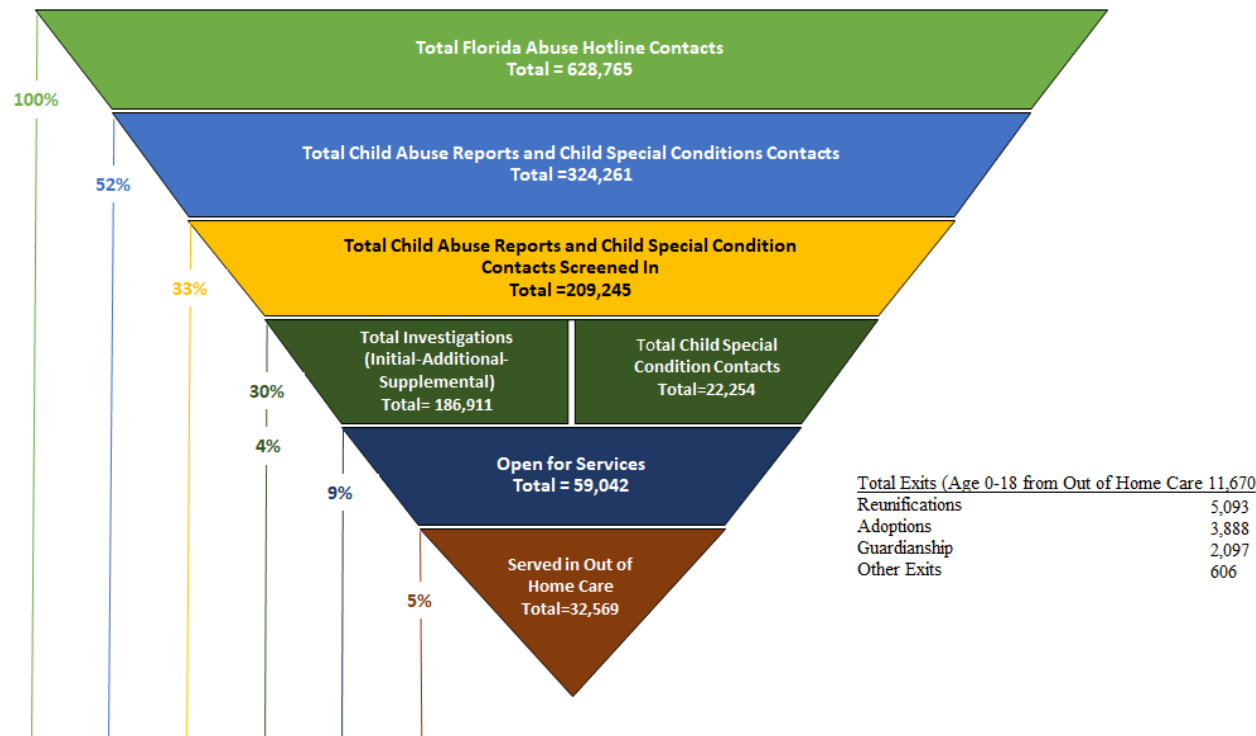 Total Florida Abuse Hotline Contacts
Total = 628,765
100%
Total Child Abuse Reports and Child Special Conditions Contacts
Total =324,261
52%
Total Child Abuse Reports and Child Special Condition
Contacts Screened In
Total =209,245
33%
Total Investigations
(Initial-Additional-
Supplemental)
Total= 186,911
Total Child Special
Condition Contacts
Total=22,254
30%
4%
Open for Services
Total = 59,042
9%
Served in Out of
Home Care
Total=32,569
5%
Total Exits (Age 0-18 from Out of Home Care 11,670
Reunifications 5,093
Adoptions 3,888
Guardianship 2,097
Other Exits 606